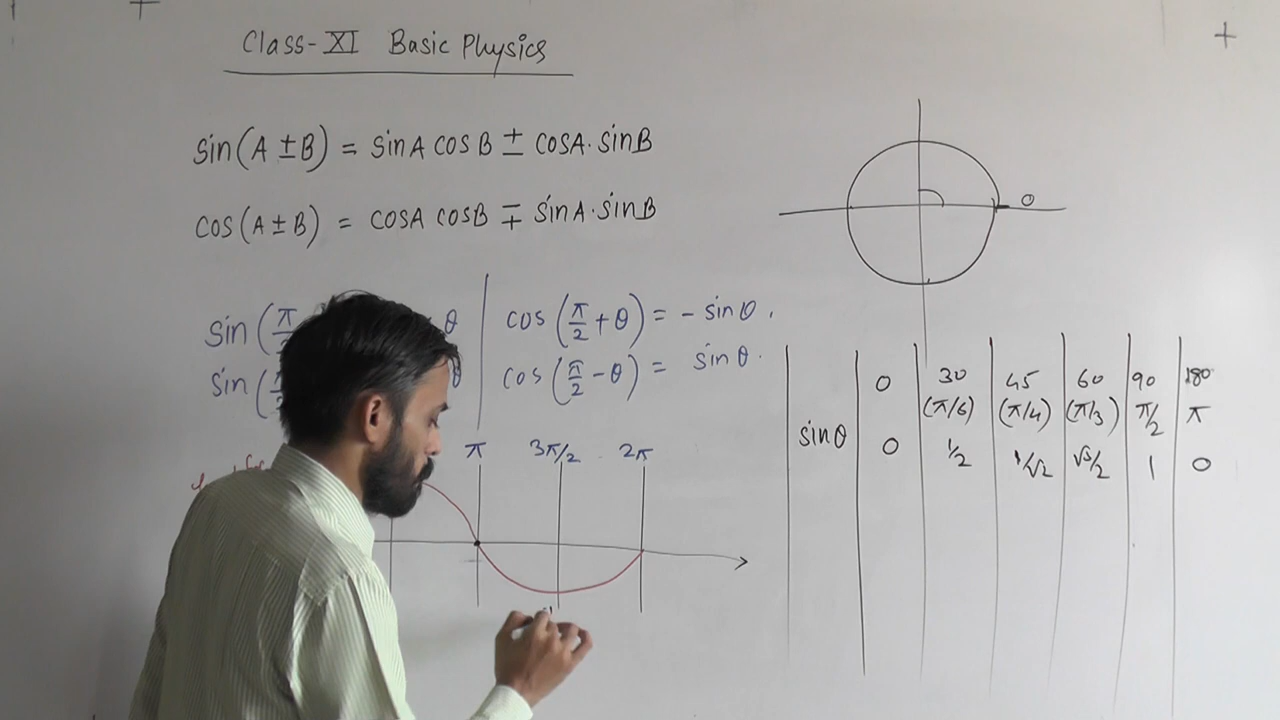 Class-XI Basic Physics
sin(A ± B) = sinA cosB ± cosA·sinB
cos(A ± B) = cosA cosB ∓ sinA·sinB
sin(π θ
cos(π/2 + θ) = - sinθ.
sin( θ
cos(π/2 - θ) = sinθ.
π 3π/2 2π
0
0 30 45 60 90 180
(π/6) (π/4) (π/3) π/2 π
sinθ 0 1/2 1/√2 √3/2 1 0